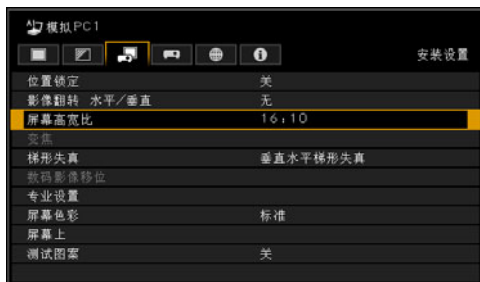 模拟PC1
安装设置
位置锁定 关
影像翻转 水平/垂直 无
屏幕高宽比 16:10
变焦
梯形失真 垂直水平梯形失真
数码影像移位
专业设置
屏幕色彩 标准
屏幕上
测试图案 关